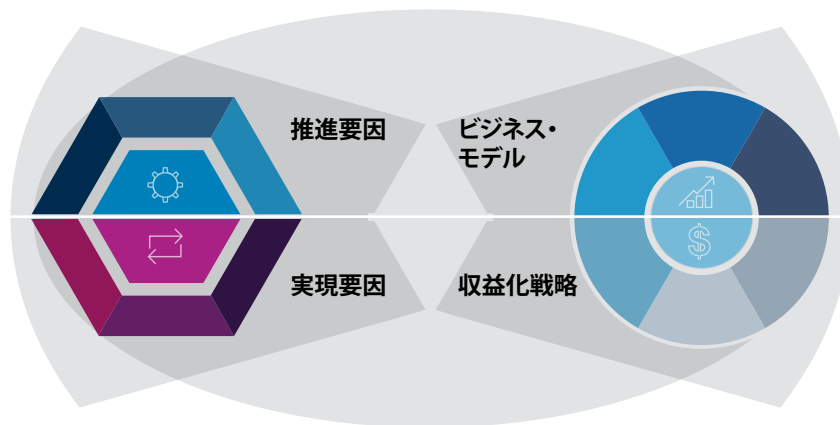 推進要因
ビジネス・
モデル
実現要因
収益化戦略